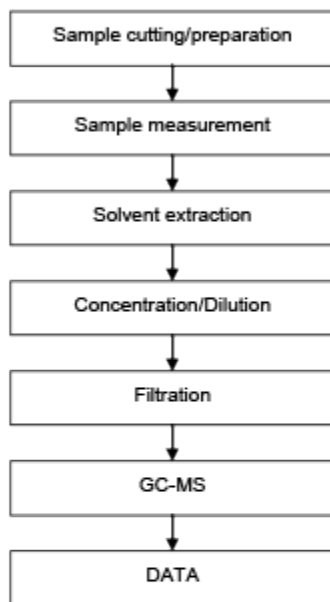 Sample cutting/preparation
Sample measurement
Solvent extraction
Concentration/Dilution
Filtration
GC-MS
DATA